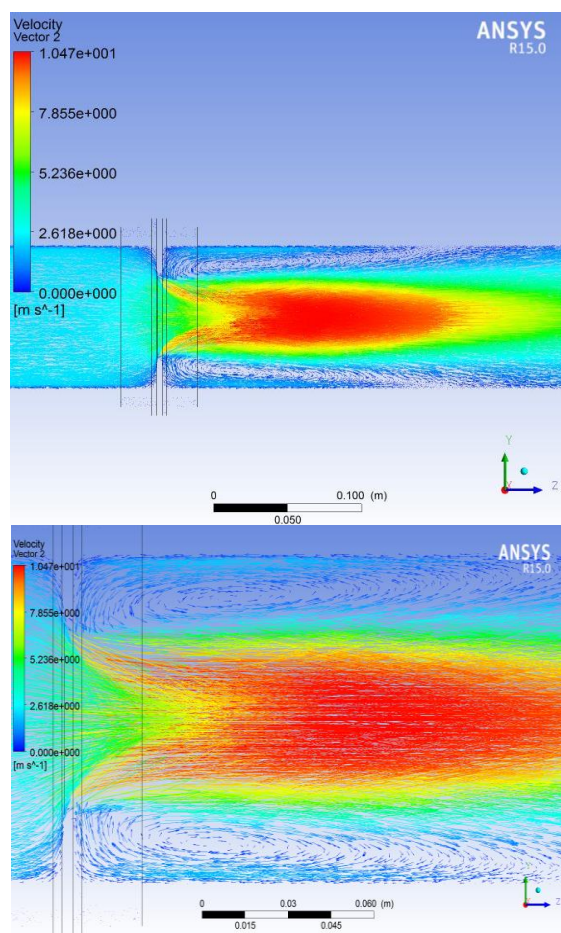 Velocity
Vector 2
1.047e+001
7.855e+000
5.236e+000
2.618e+000
0.000e+000
[m s^-1]
ANSYS
R15.0
Y
X
Z
0
0.100 (m)
0.050
Velocity
Vector 2
1.047e+001
7.855e+000
5.236e+000
2.618e+000
0.000e+000
[m s^-1]
ANSYS
R15.0
Z
0
0.03
0.060 (m)
0.015
0.045